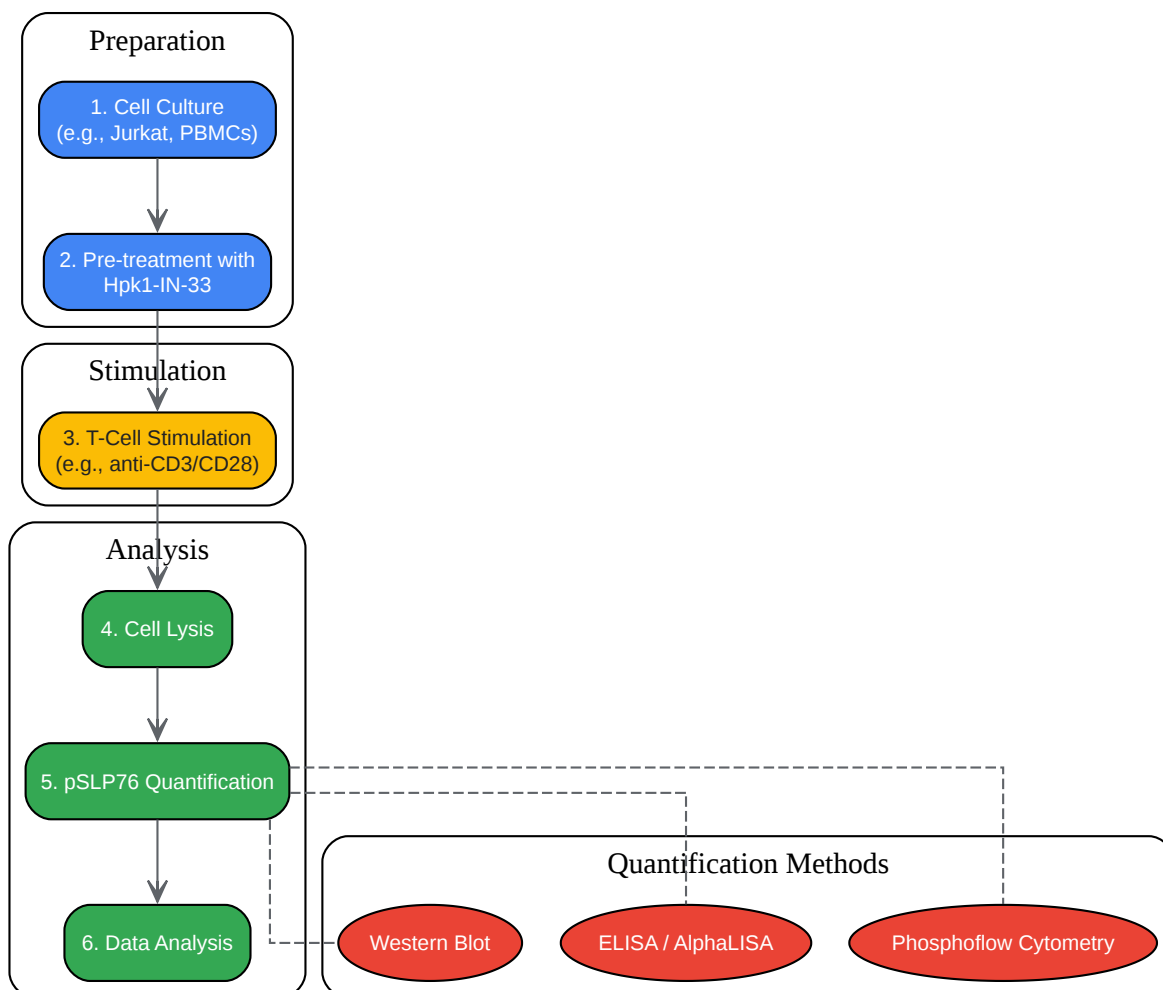 Preparation
1. Cell Culture
(e.g., Jurkat, PBMCs)
2. Pre-treatment with
Hpk1-IN-33
Stimulation
3. T-Cell Stimulation
(e.g., anti-CD3/CD28)
Analysis
4. Cell Lysis
5. pSLP76 Quantification
6. Data Analysis
Quantification Methods
Western Blot
ELISA / AlphaLISA
Phosphoflow Cytometry